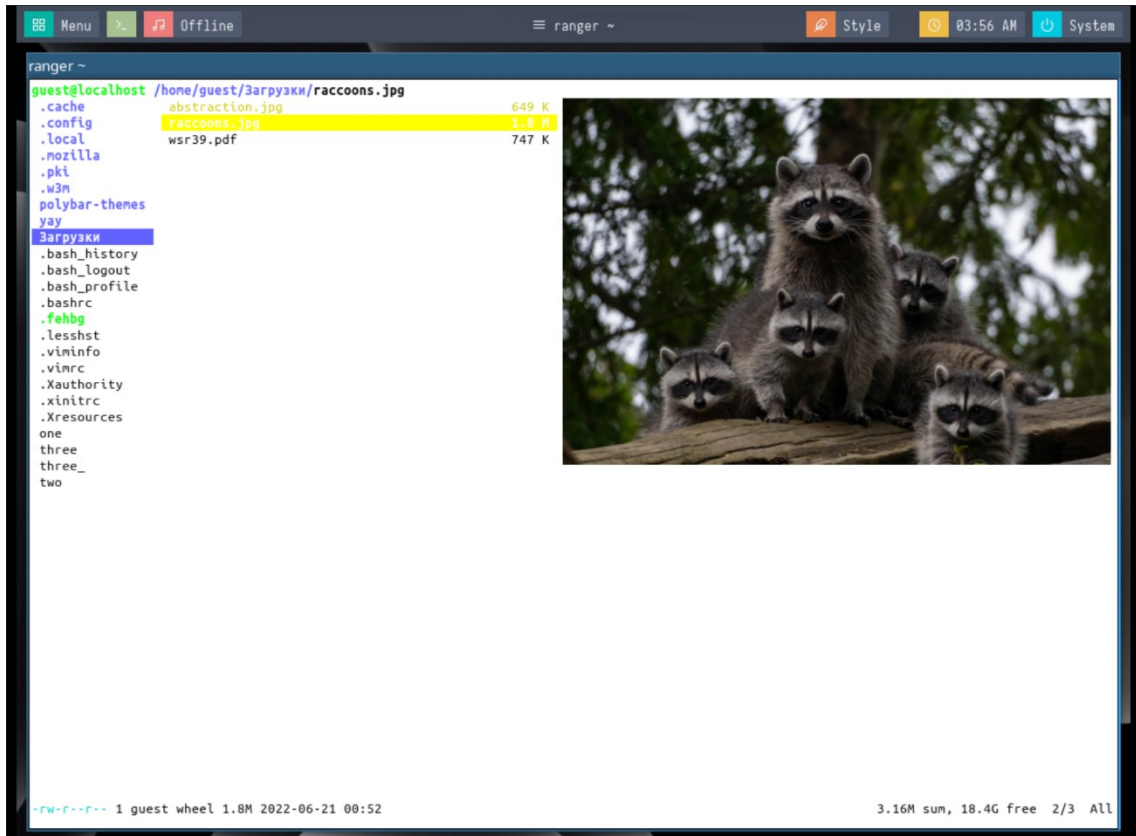 Menu >_ Offline ranger ~ Style 03:56 AM System
ranger ~
guest@localhost /home/guest/Загрузки/raccoons.jpg
.cache abstraction.jpg 649 K
.config raccoons.jpg 1.8 M
.local wsr39.pdf 747 K
.mozilla
.pki
.w3m
polybar-themes
yay
Загрузки
.bash_history
.bash_logout
.bash_profile
.bashrc
.fehbg
.lesshst
.viminfo
.vimrc
.Xauthority
.xinitrc
.Xresources
one
three
three_
two
-rw-r--r-- 1 guest wheel 1.8M 2022-06-21 00:52 3.16M sum, 18.4G free 2/3 All